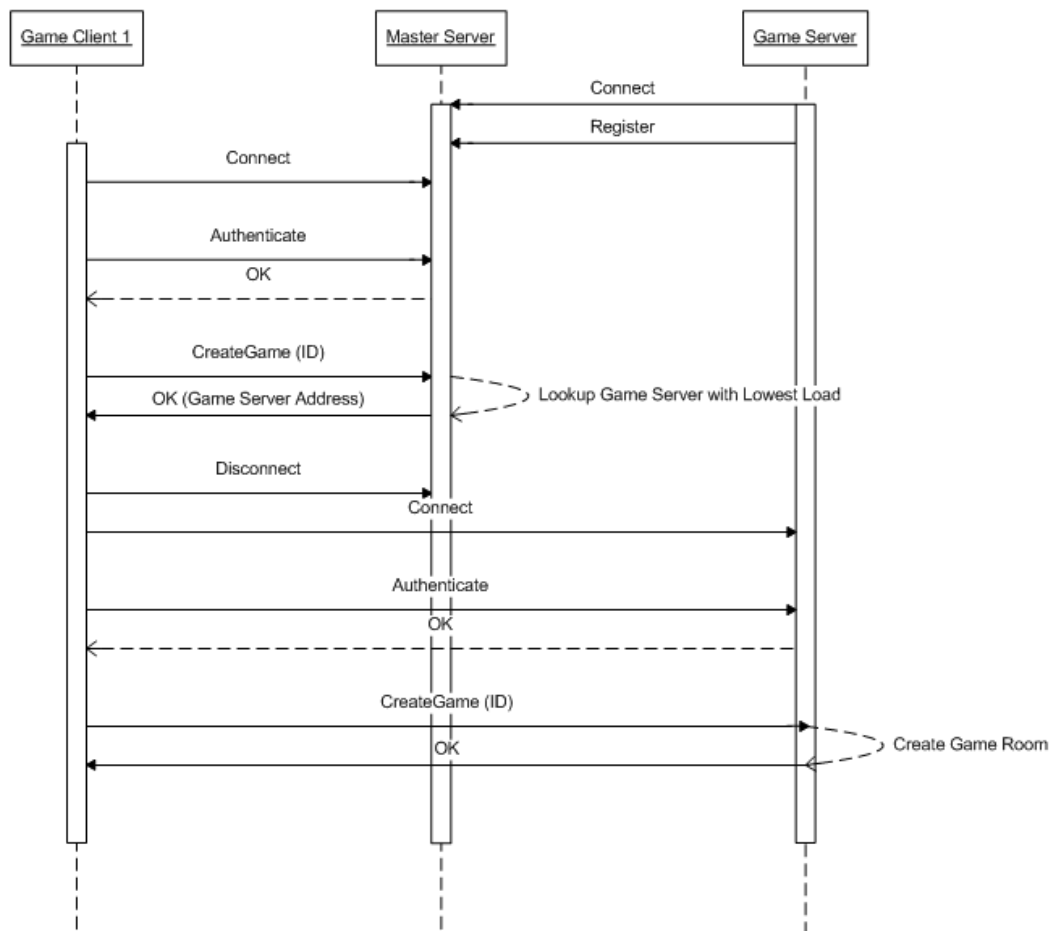 Game Client 1
Master Server
Game Server
Connect
Register
Connect
Authenticate
OK
CreateGame (ID)
Lookup Game Server with Lowest Load
OK (Game Server Address)
Disconnect
Connect
Authenticate
OK
CreateGame (ID)
Create Game Room
OK